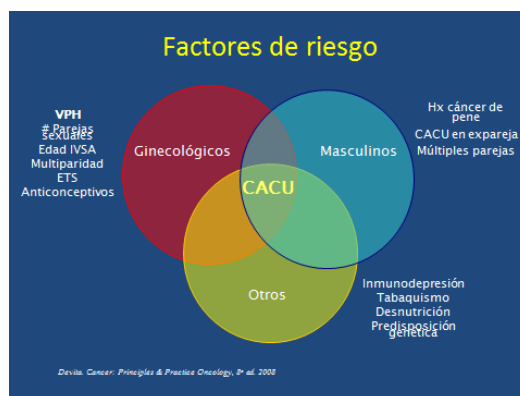 Factores de riesgo
VPH
# Parejas
sexuales
Edad IVSA
Multiparidad
ETS
Anticonceptivos
Ginecológicos
Masculinos
Hx cáncer de
pene
CACU en expareja
Múltiples parejas
CACU
Otros
Inmunodepresión
Tabaquismo
Desnutrición
Predisposición
genética
Devita. Cancer: Principles & Practice Oncology, 8ª ed. 2008